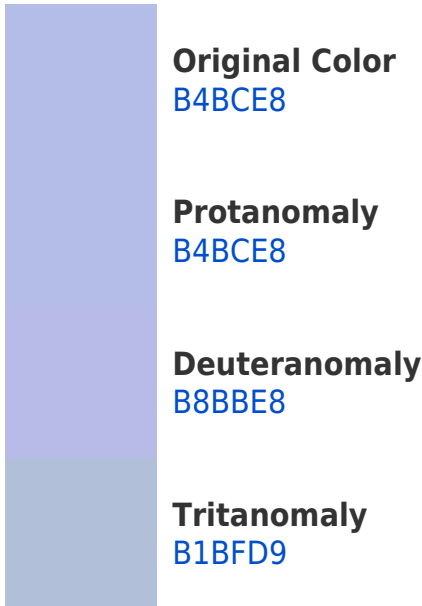 Original Color
B4BCE8
Protanomaly
B4BCE8
Deuteranomaly
B8BBE8
Tritanomaly
B1BFD9